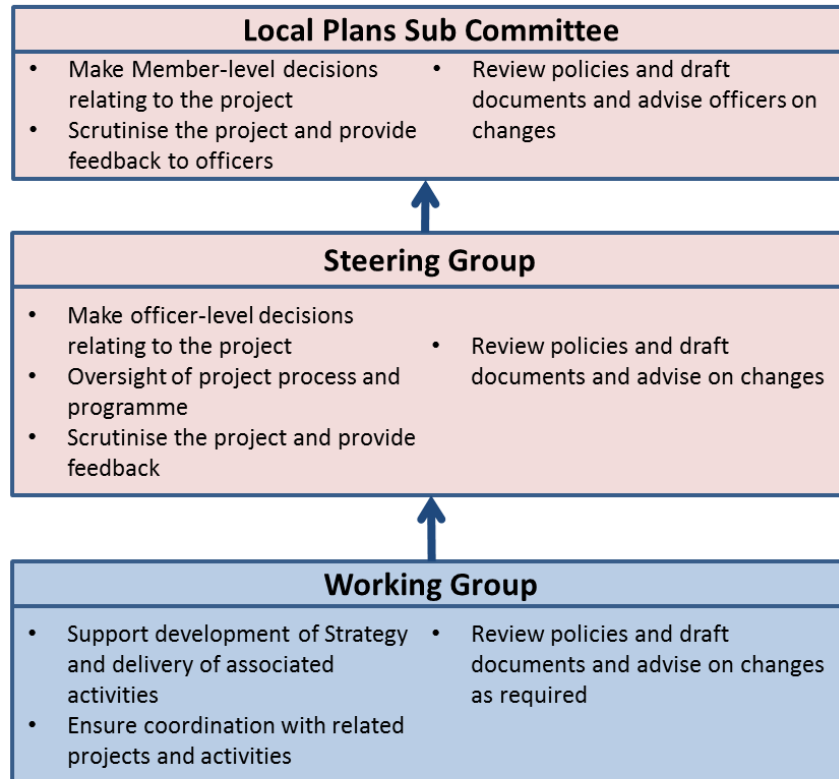 Local Plans Sub Committee
• Make Member-level decisions
relating to the project
• Scrutinise the project and provide
feedback to officers
• Review policies and draft
documents and advise officers on
changes
Steering Group
• Make officer-level decisions
relating to the project
• Oversight of project process and
programme
• Scrutinise the project and provide
feedback
• Review policies and draft
documents and advise on changes
Working Group
• Support development of Strategy
and delivery of associated
activities
• Ensure coordination with related
projects and activities
• Review policies and draft
documents and advise on changes
as required